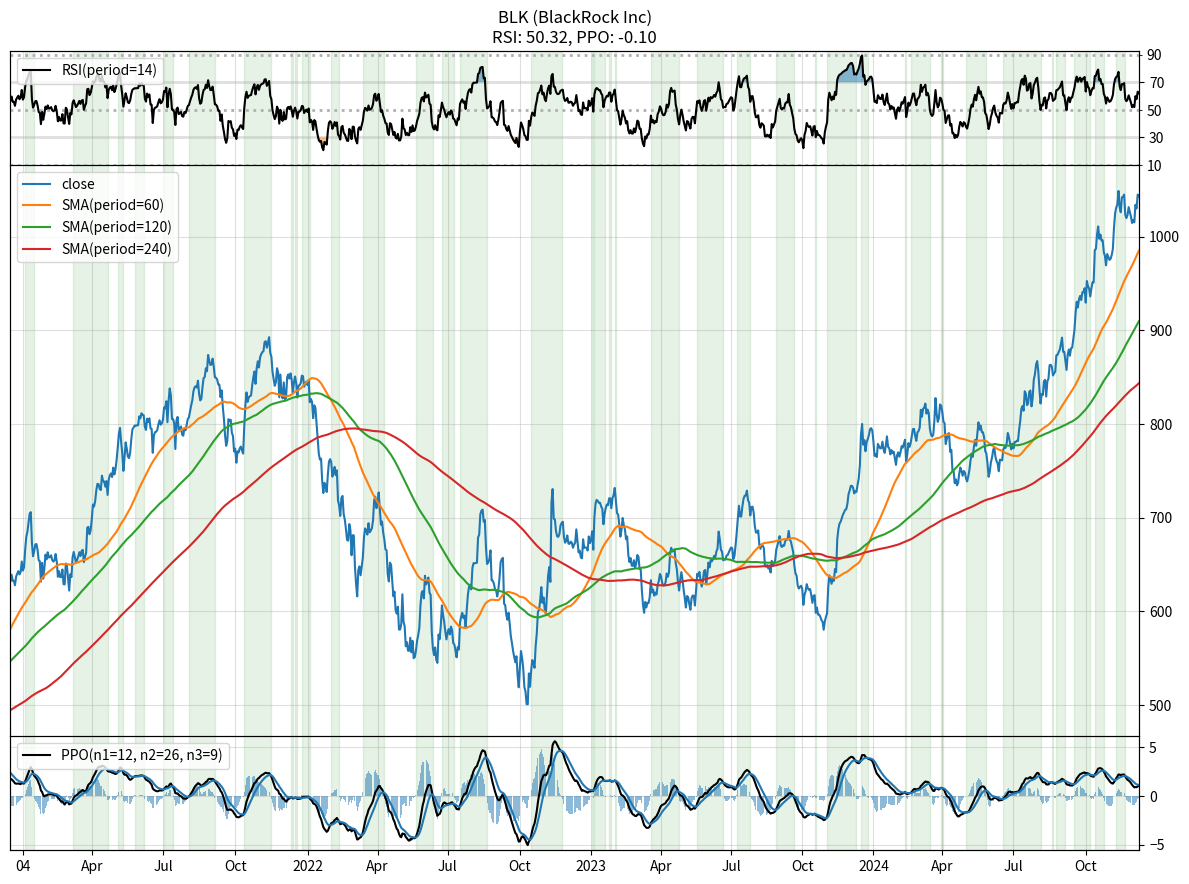 BLK (BlackRock Inc)
RSI: 50.32, PPO: -0.10
RSI(period=14)
90
70
50
30
10
close
SMA(period=60)
SMA(period=120)
SMA(period=240)
1000
900
800
700
600
500
PPO(n1=12, n2=26, n3=9)
5
0
−5
04 Apr Jul Oct 2022 Apr Jul Oct 2023 Apr Jul Oct 2024 Apr Jul Oct